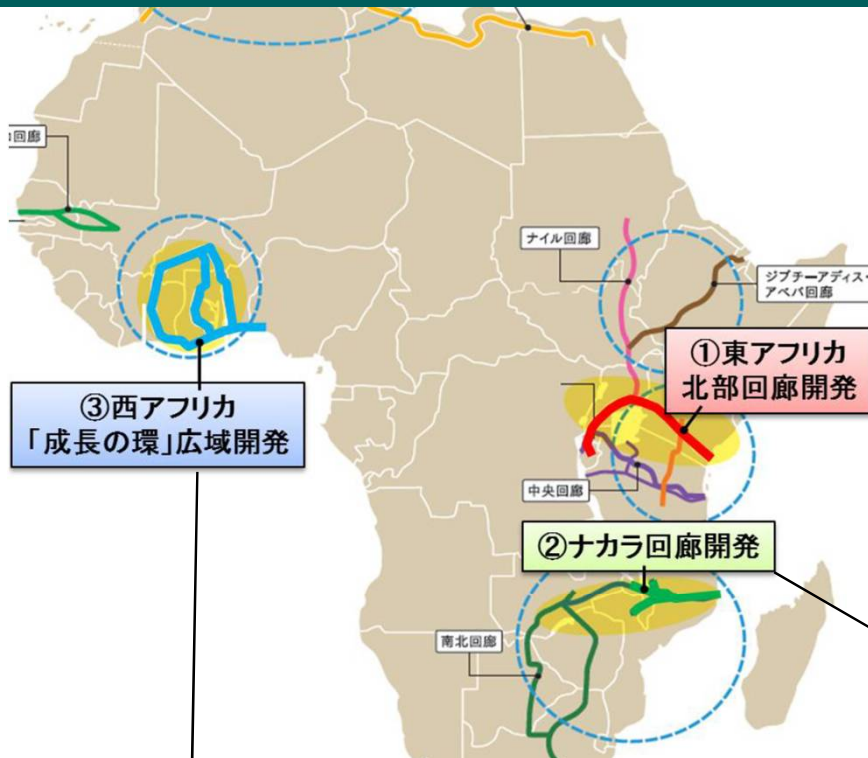 回廊
ナイル回廊
ジブチーアディス・
アベバ回廊
①東アフリカ
北部回廊開発
③西アフリカ
「成長の環」広域開発
中央回廊
②ナカラ回廊開発
南北回廊